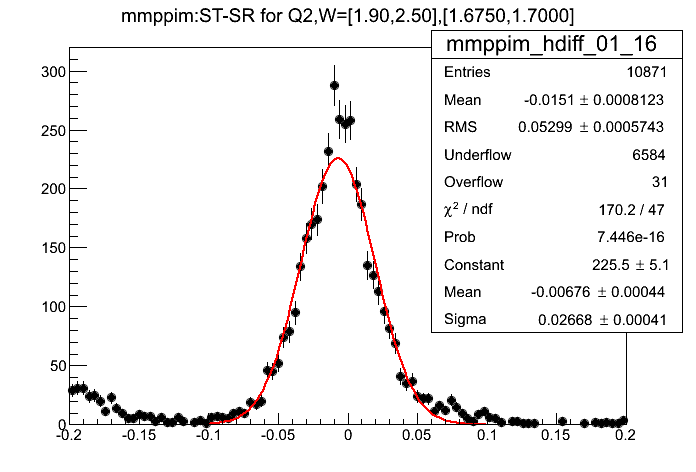 mmppim:ST-SR for Q2,W=[1.90,2.50],[1.6750,1.7000]
mmppim_hdiff_01_16
Entries 10871
Mean -0.0151 ± 0.0008123
RMS 0.05299 ± 0.0005743
Underflow 6584
Overflow 31
χ² / ndf 170.2 / 47
Prob 7.446e-16
Constant 225.5 ± 5.1
Mean -0.00676 ± 0.00044
Sigma 0.02668 ± 0.00041
300
250
200
150
100
50
0
-0.2 -0.15 -0.1 -0.05 0 0.05 0.1 0.15 0.2